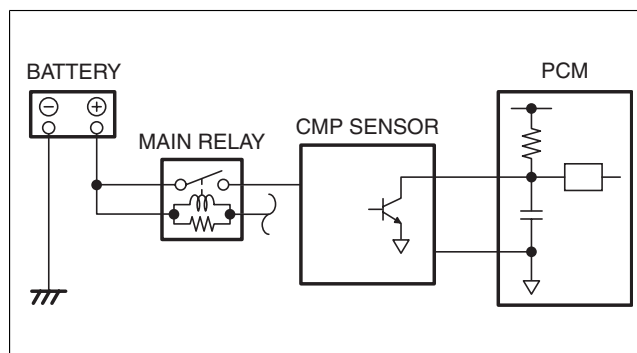 BATTERY
PCM
MAIN RELAY
CMP SENSOR
− +